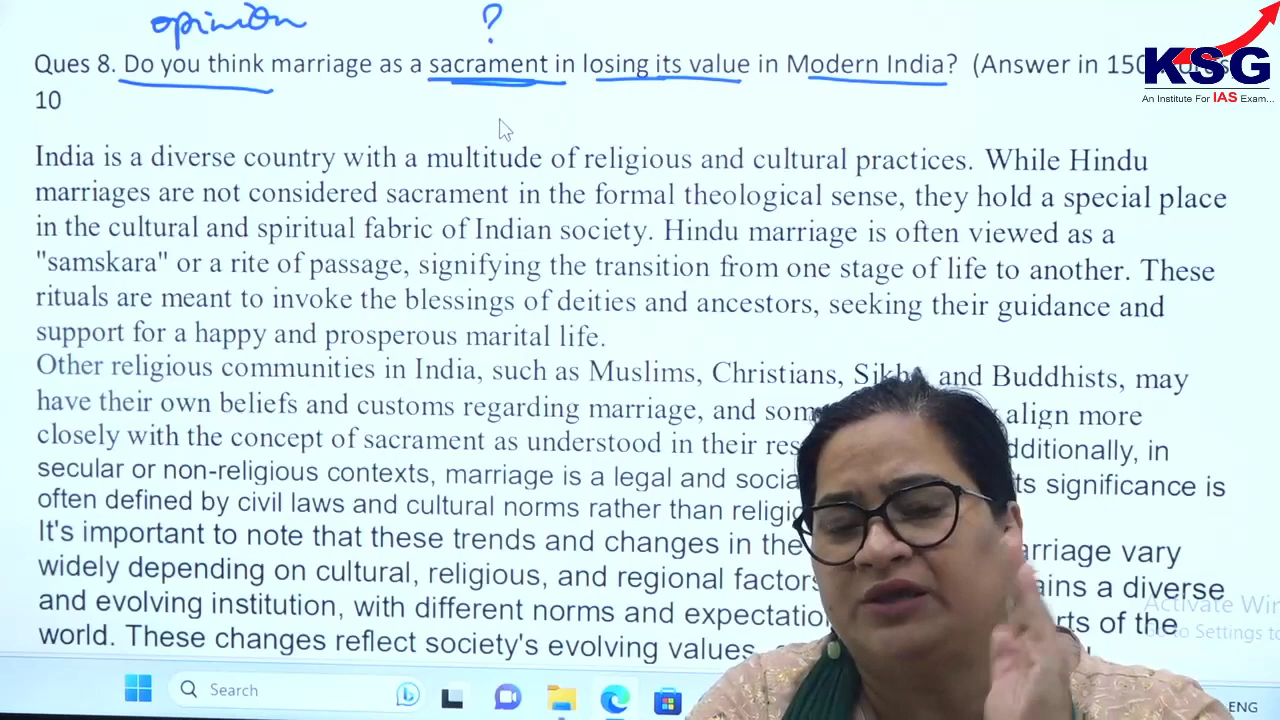 opinion ?
Ques 8. Do you think marriage as a sacrament in losing its value in Modern India? (Answer in 150
10
KSG
An Institute For IAS Exam...
India is a diverse country with a multitude of religious and cultural practices. While Hindu
marriages are not considered sacrament in the formal theological sense, they hold a special place
in the cultural and spiritual fabric of Indian society. Hindu marriage is often viewed as a
"samskara" or a rite of passage, signifying the transition from one stage of life to another. These
rituals are meant to invoke the blessings of deities and ancestors, seeking their guidance and
support for a happy and prosperous marital life.
Other religious communities in India, such as Muslims, Christians, Sikhs, and Buddhists, may
have their own beliefs and customs regarding marriage, and som align more
closely with the concept of sacrament as understood in their res dditionally, in
secular or non-religious contexts, marriage is a legal and socia ts significance is
often defined by civil laws and cultural norms rather than religio
It's important to note that these trends and changes in the arriage vary
widely depending on cultural, religious, and regional factors ains a diverse
and evolving institution, with different norms and expectation rts of the
world. These changes reflect society's evolving values,
Activate Win
to Settings to
Search
ENG